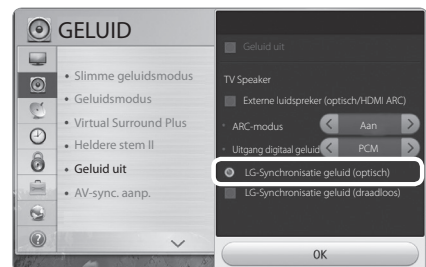 GELUID
Slimme geluidsmodus
Geluidsmodus
Virtual Surround Plus
Heldere stem II
Geluid uit
AV-sync. aanp.
Geluid uit
TV Speaker
Externe luidspreker (optisch/HDMI ARC)
ARC-modus
Aan
Uitgang digitaal geluid
PCM
LG-Synchronisatie geluid (optisch)
LG-Synchronisatie geluid (draadloos)
OK